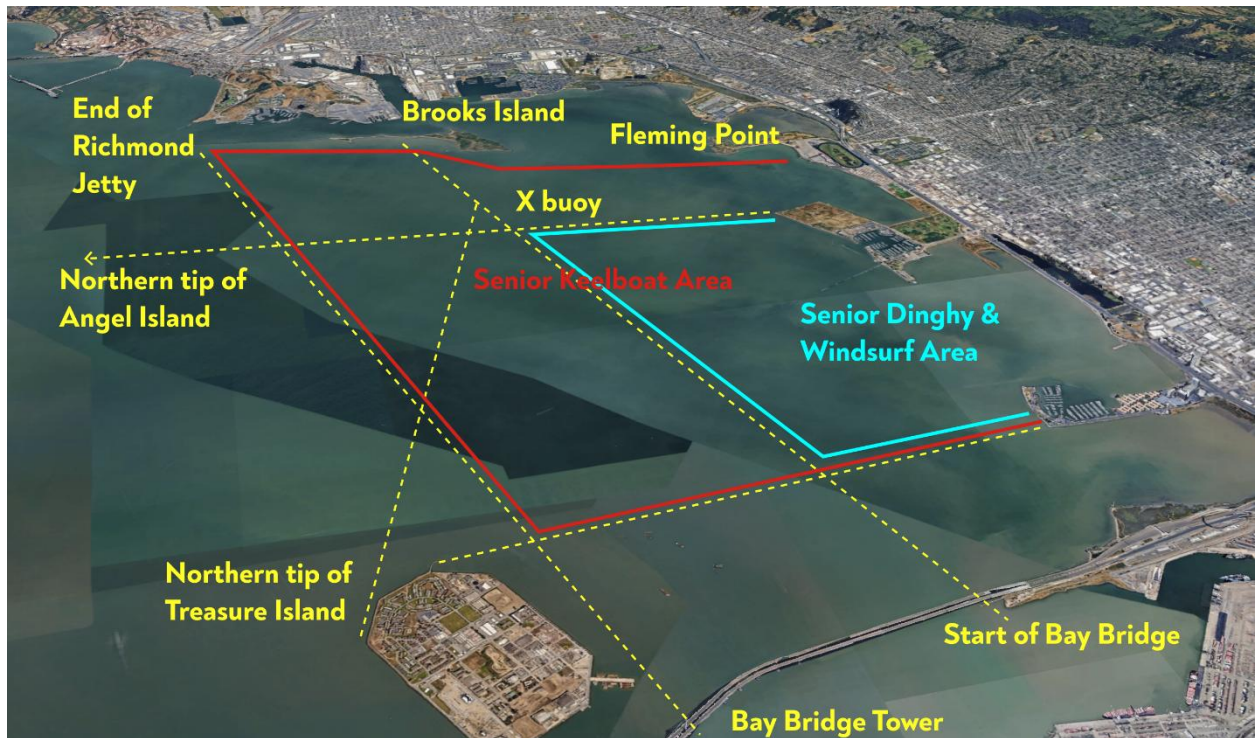 End of
Richmond
Jetty
Brooks Island
Fleming Point
X buoy
Northern tip of
Angel Island
Senior Keelboat Area
Senior Dinghy &
Windsurf Area
Northern tip of
Treasure Island
Start of Bay Bridge
Bay Bridge Tower